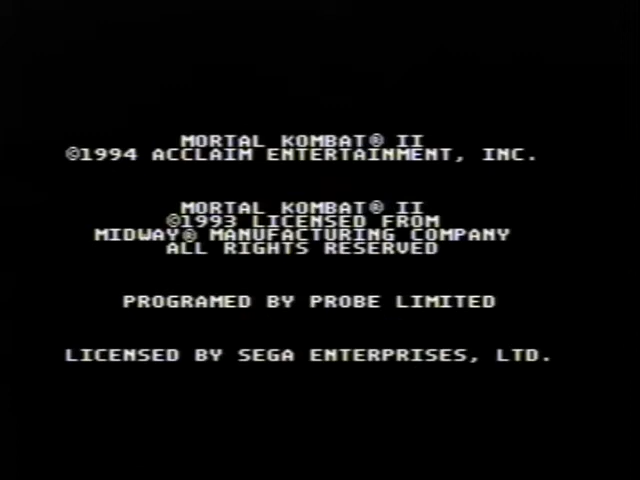 MORTAL KOMBAT® II
©1994 ACCLAIM ENTERTAINMENT, INC.
MORTAL KOMBAT® II
©1993 LICENSED FROM
MIDWAY® MANUFACTURING COMPANY
ALL RIGHTS RESERVED
PROGRAMED BY PROBE LIMITED
LICENSED BY SEGA ENTERPRISES, LTD.